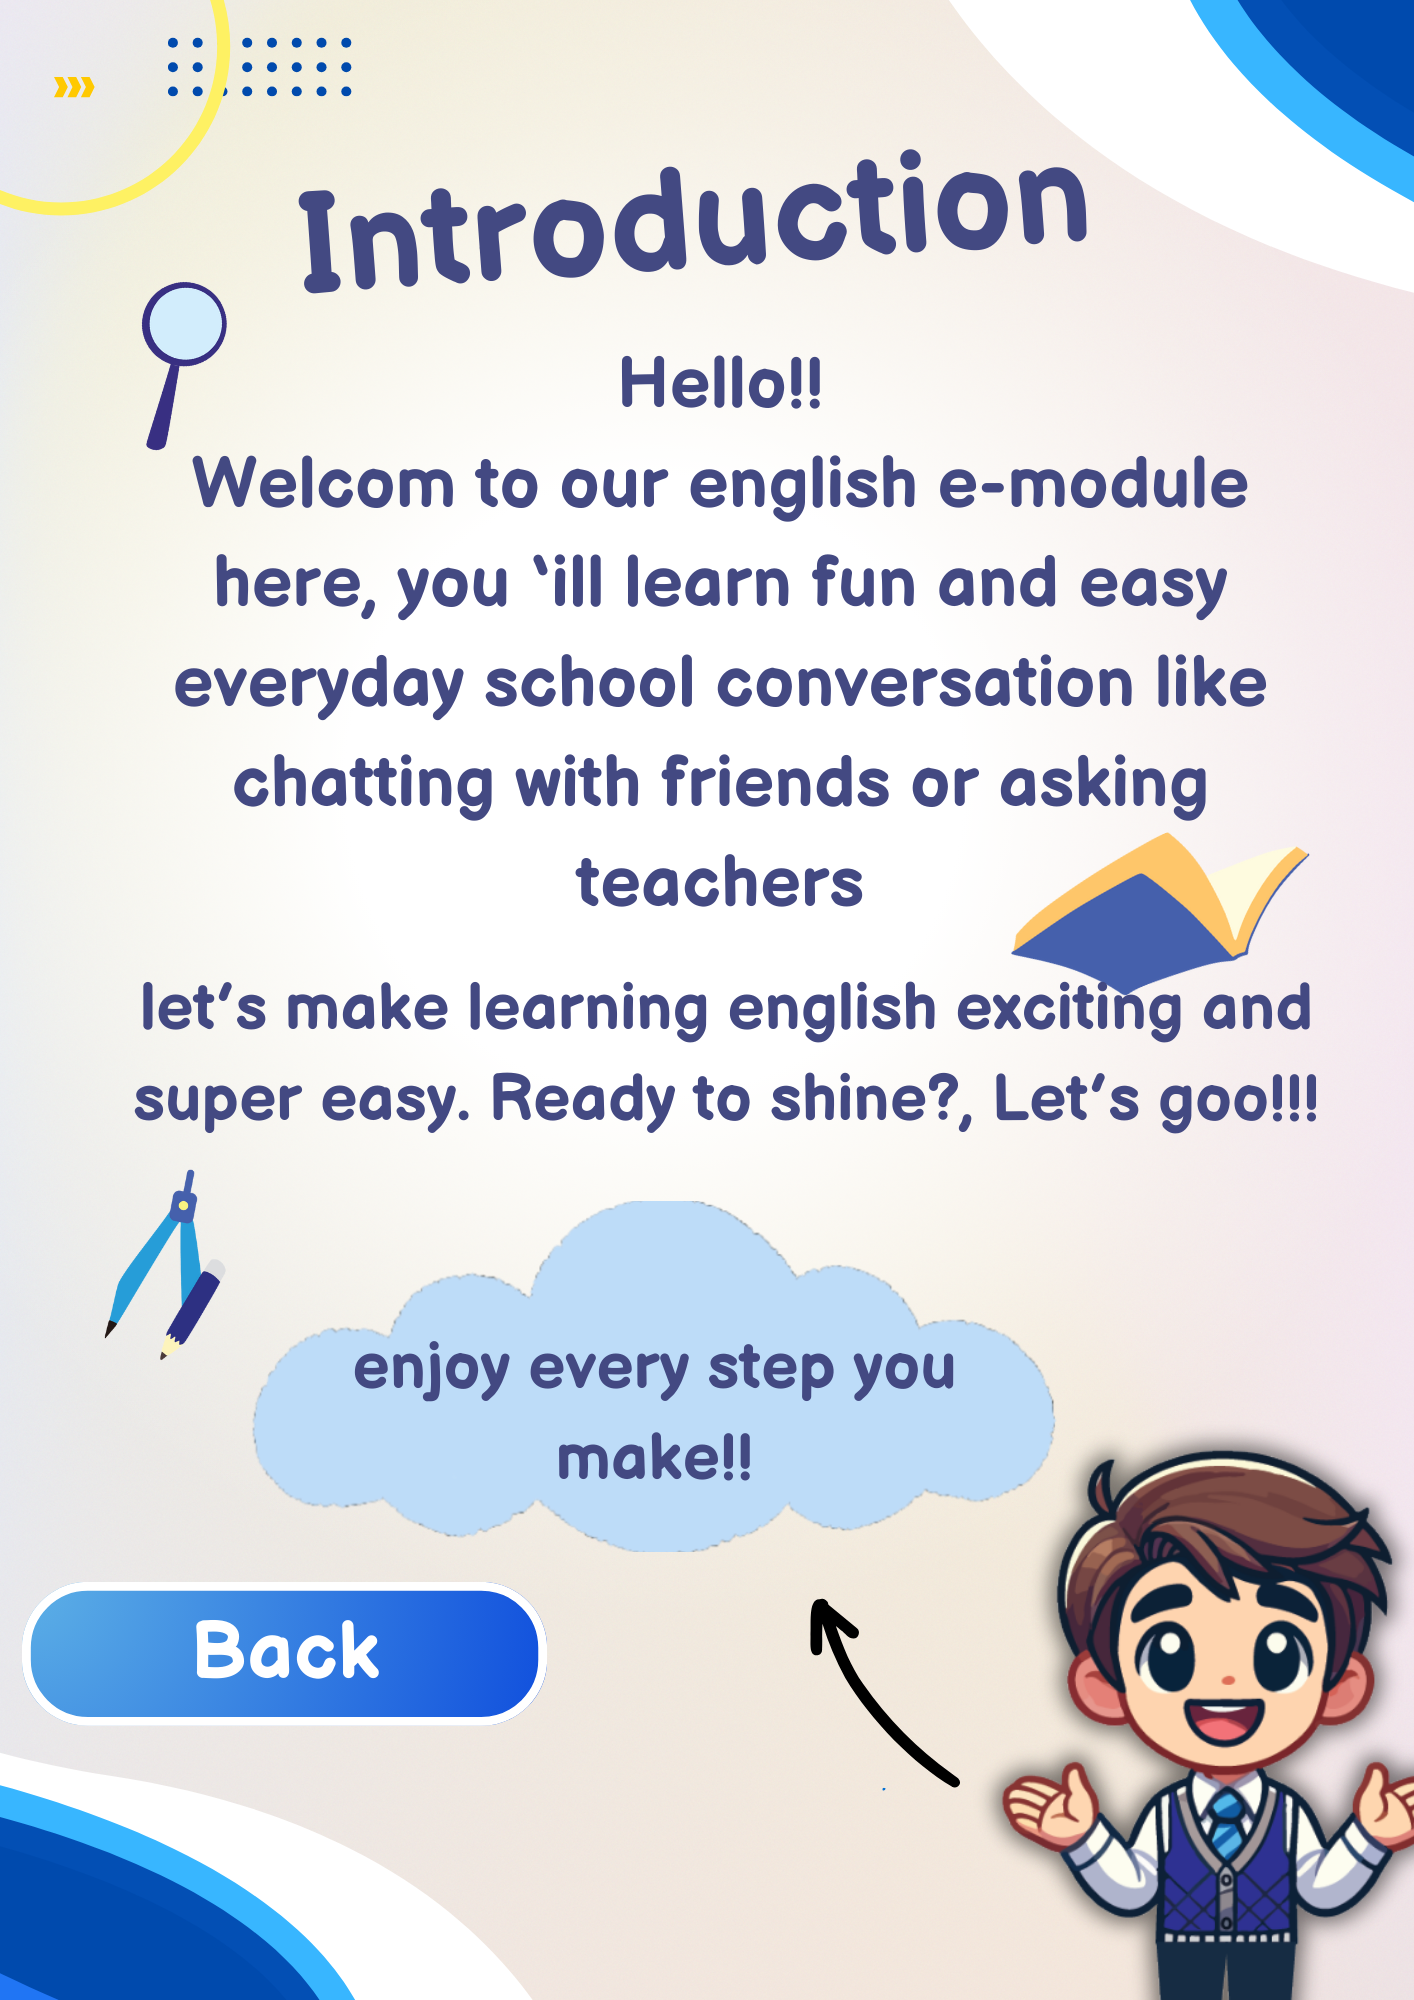 Introduction
Hello!!
Welcom to our english e-module
here, you `ill learn fun and easy
everyday school conversation like
chatting with friends or asking
teachers
let's make learning english exciting and
super easy. Ready to shine?, Let's goo!!!
enjoy every step you
make!!
Back